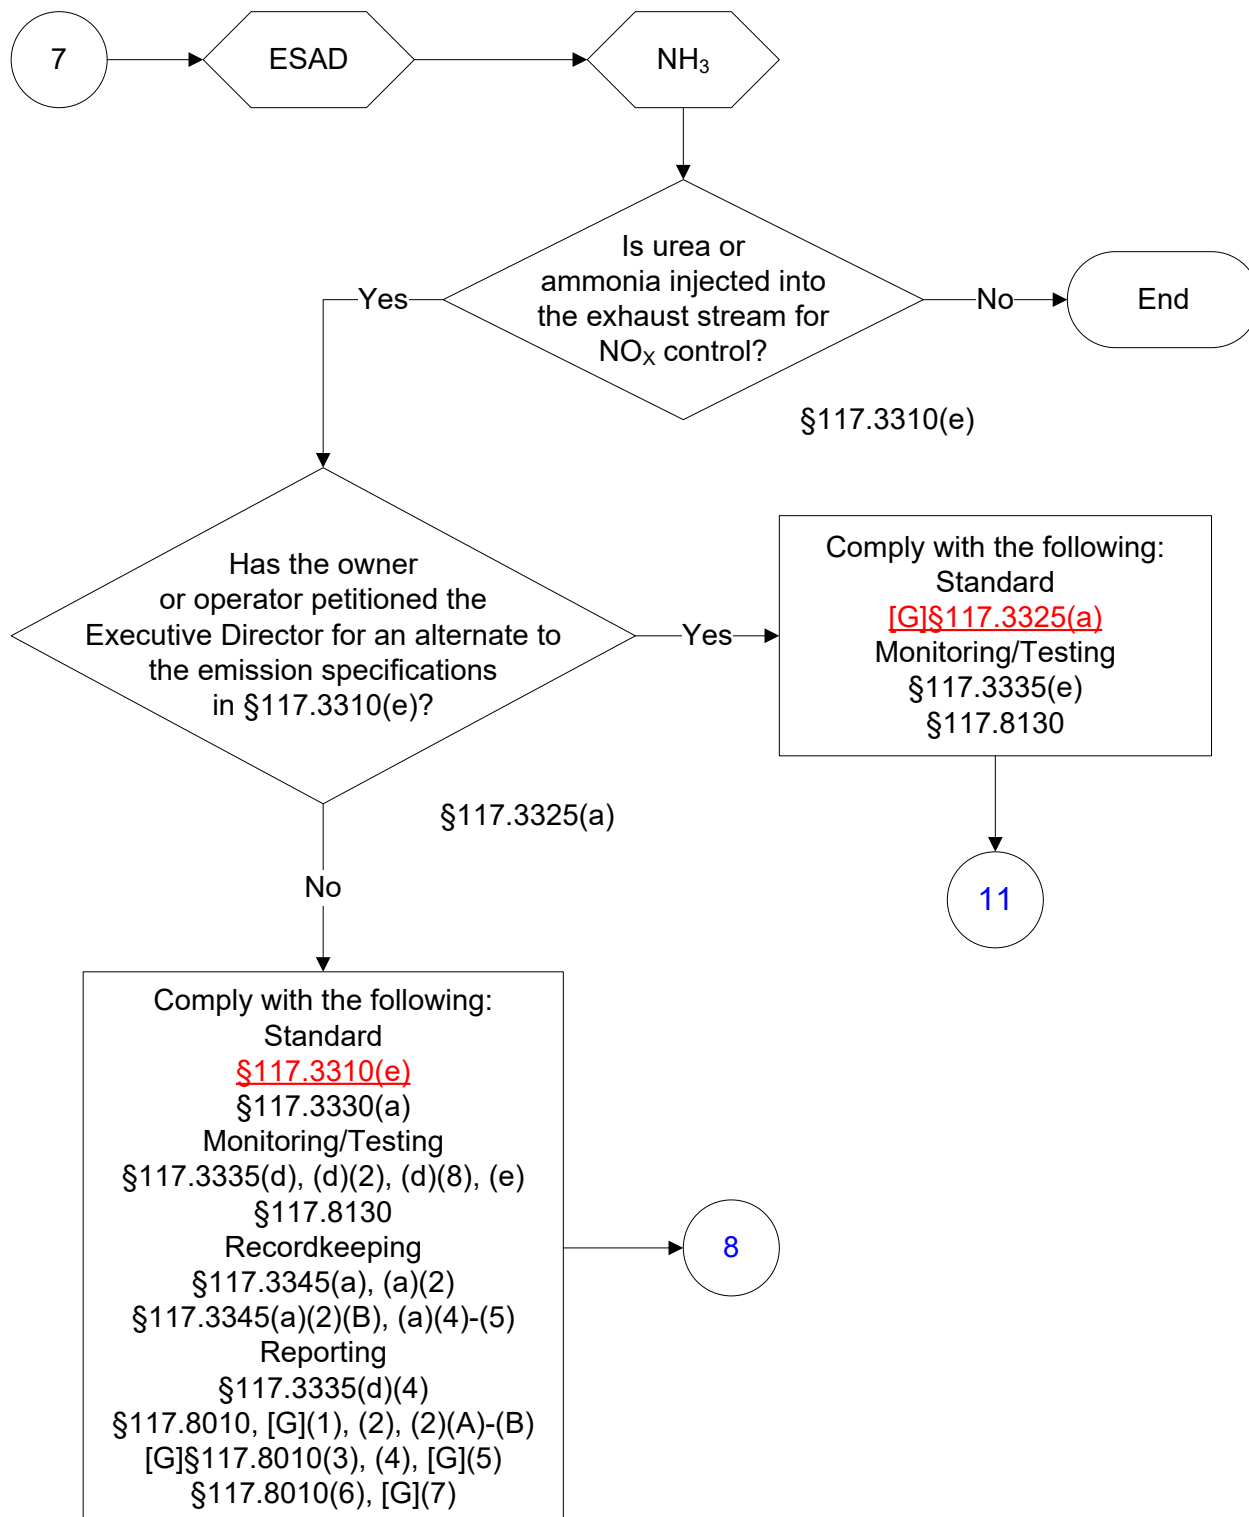 7
ESAD
NH₃
Is urea or
ammonia injected into
the exhaust stream for
NOₓ control?
Yes
No
End
§117.3310(e)
Has the owner
or operator petitioned the
Executive Director for an alternate to
the emission specifications
in §117.3310(e)?
Yes
Comply with the following:
Standard
[G]§117.3325(a)
Monitoring/Testing
§117.3335(e)
§117.8130
§117.3325(a)
No
11
Comply with the following:
Standard
§117.3310(e)
§117.3330(a)
Monitoring/Testing
§117.3335(d), (d)(2), (d)(8), (e)
§117.8130
Recordkeeping
§117.3345(a), (a)(2)
§117.3345(a)(2)(B), (a)(4)-(5)
Reporting
§117.3335(d)(4)
§117.8010, [G](1), (2), (2)(A)-(B)
[G]§117.8010(3), (4), [G](5)
§117.8010(6), [G](7)
8